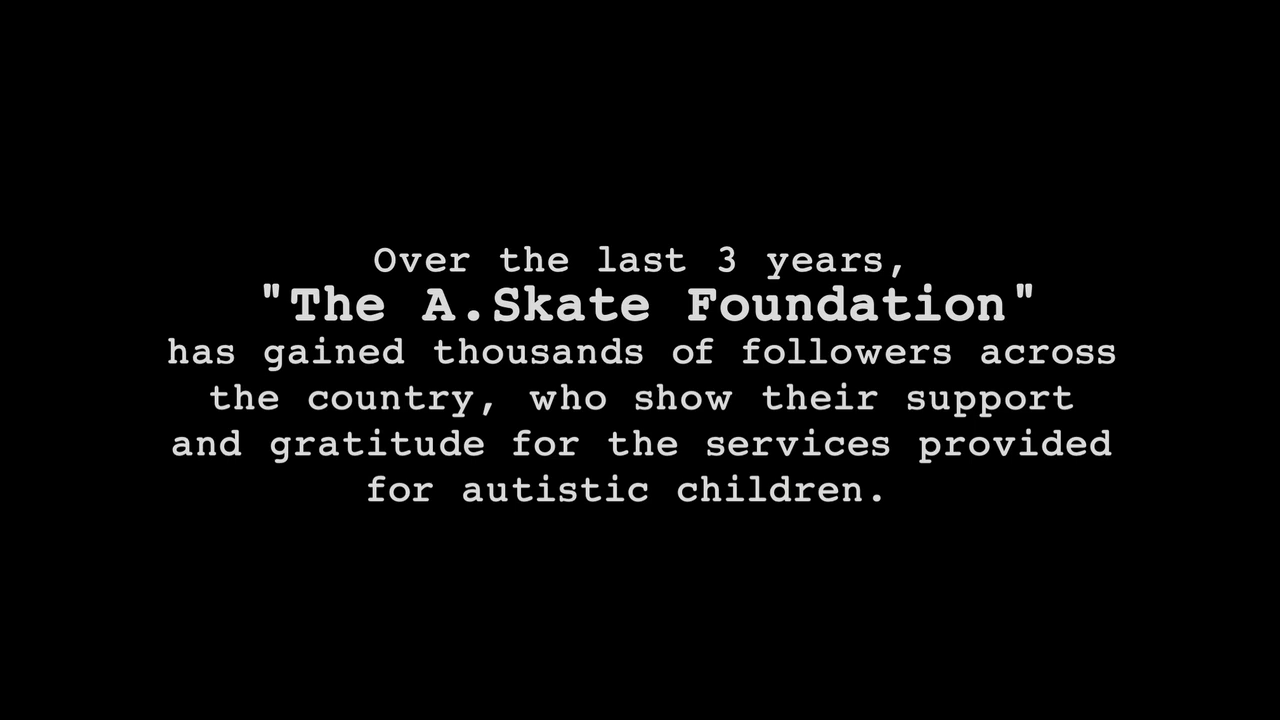 Over the last 3 years,
"The A.Skate Foundation"
has gained thousands of followers across
the country, who show their support
and gratitude for the services provided
for autistic children.